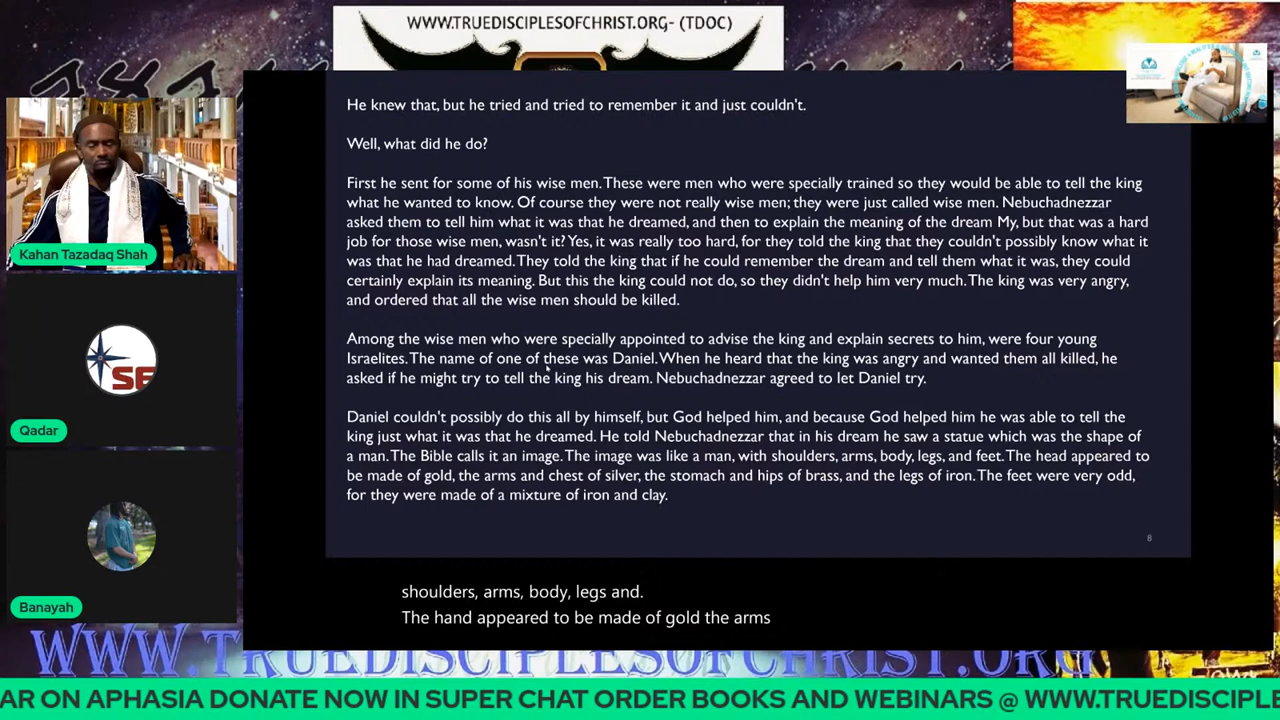 WWW.TRUEDISCIPLESOFCHRIST.ORG- (TDOC)
He knew that, but he tried and tried to remember it and just couldn't.
Well, what did he do?
First he sent for some of his wise men. These were men who were specially trained so they would be able to tell the king
what he wanted to know. Of course they were not really wise men; they were just called wise men. Nebuchadnezzar
asked them to tell him what it was that he dreamed, and then to explain the meaning of the dream My, but that was a hard
job for those wise men, wasn't it? Yes, it was really too hard, for they told the king that they couldn't possibly know what it
was that he had dreamed. They told the king that if he could remember the dream and tell them what it was, they could
certainly explain its meaning. But this the king could not do, so they didn't help him very much. The king was very angry,
and ordered that all the wise men should be killed.
Among the wise men who were specially appointed to advise the king and explain secrets to him, were four young
Israelites. The name of one of these was Daniel. When he heard that the king was angry and wanted them all killed, he
asked if he might try to tell the king his dream. Nebuchadnezzar agreed to let Daniel try.
Daniel couldn't possibly do this all by himself, but God helped him, and because God helped him he was able to tell the
king just what it was that he dreamed. He told Nebuchadnezzar that in his dream he saw a statue which was the shape of
a man. The Bible calls it an image. The image was like a man, with shoulders, arms, body, legs, and feet. The head appeared to
be made of gold, the arms and chest of silver, the stomach and hips of brass, and the legs of iron. The feet were very odd,
for they were made of a mixture of iron and clay.
8
Kahan Tazadaq Shah
SE
Qadar
Banayah
shoulders, arms, body, legs and.
The hand appeared to be made of gold the arms
WWW.TRUEDISCIPLESOFCHRIST.ORG
AR ON APHASIA DONATE NOW IN SUPER CHAT ORDER BOOKS AND WEBINARS @ WWW.TRUEDISCIPLE